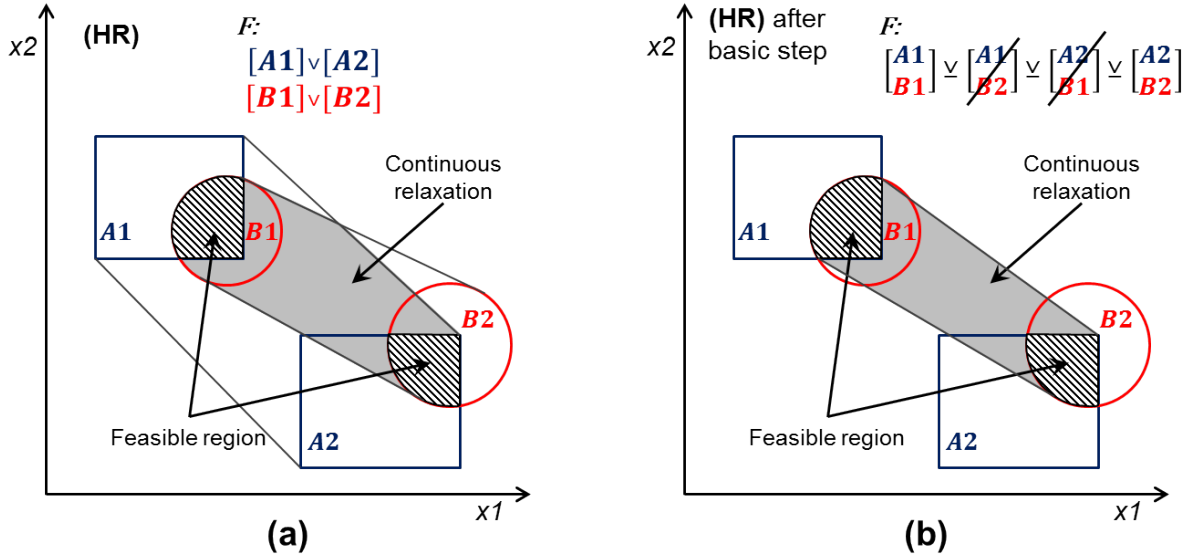 x2
(HR)
F:
[A1]∨[A2]
[B1]∨[B2]
Continuous
relaxation
A1
B1
B2
Feasible region
A2
x1
(a)
x2
(HR) after
basic step
F:
[A1 B1] ⊻ [A1 B2] ⊻ [A2 B1] ⊻ [A2 B2]
Continuous
relaxation
A1
B1
B2
Feasible region
A2
x1
(b)